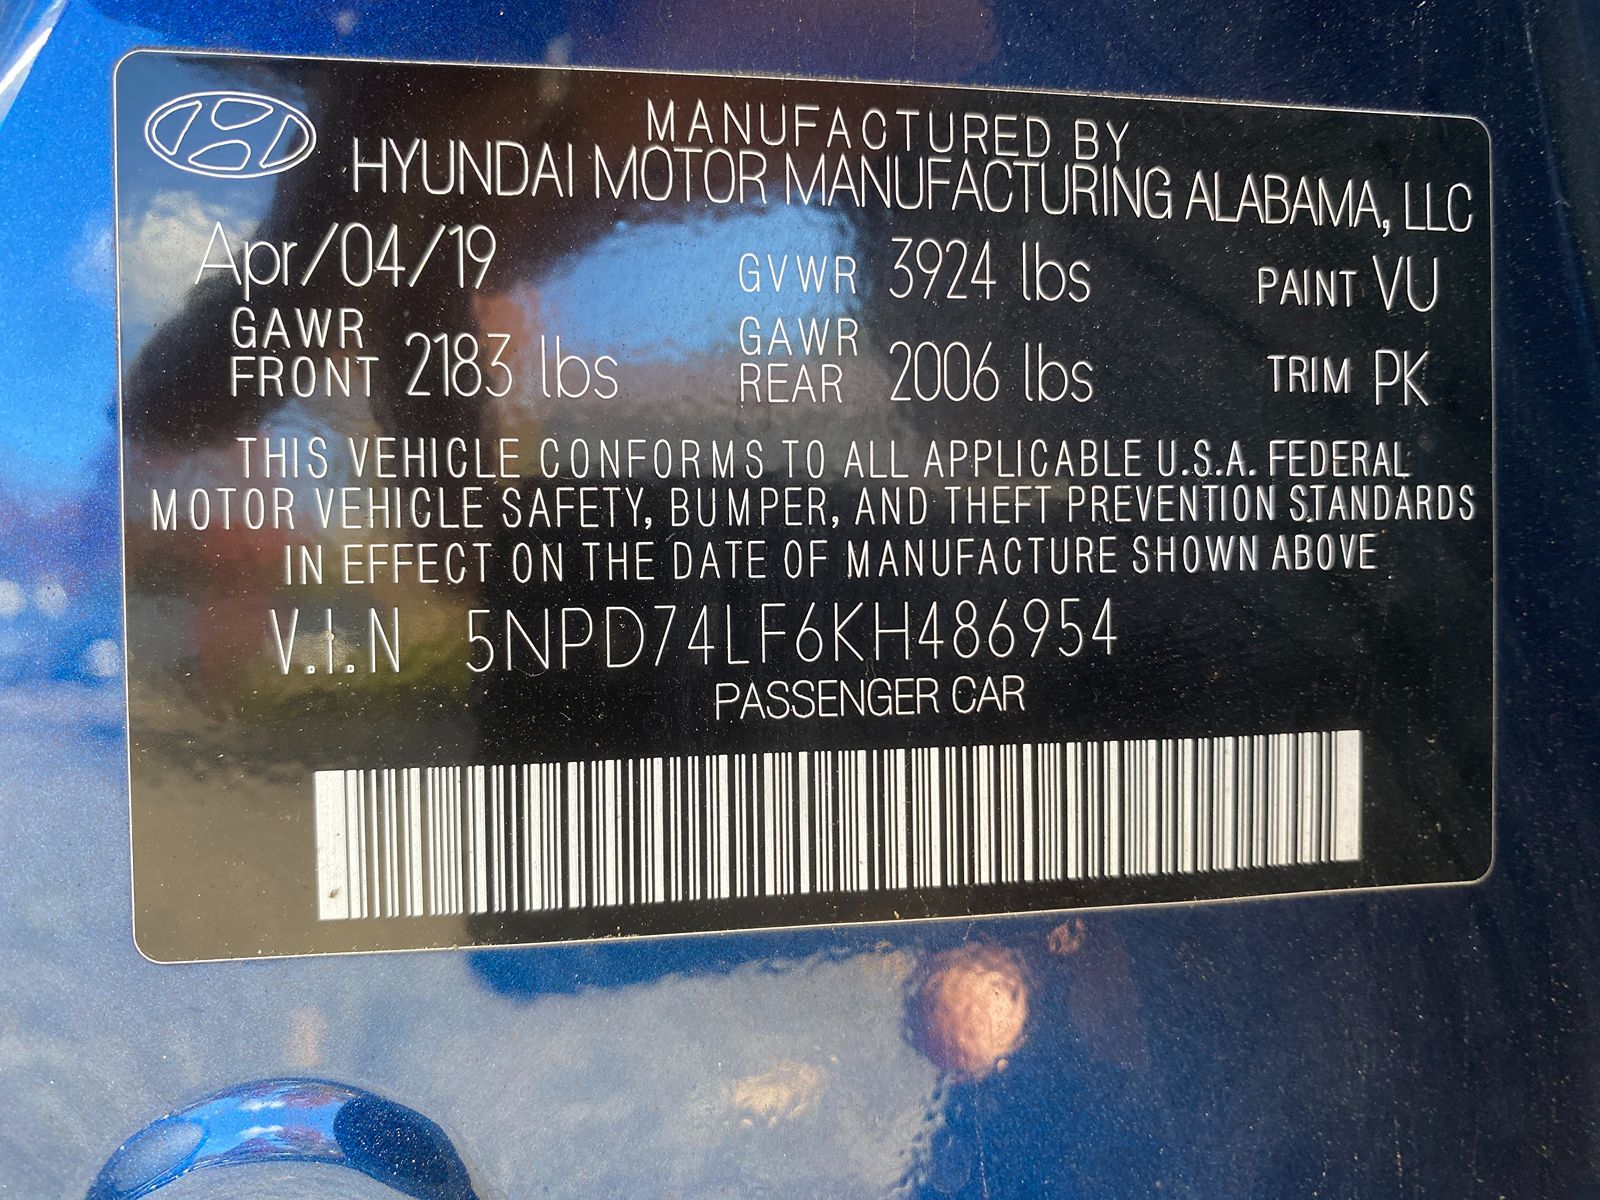 MANUFACTURED BY
HYUNDAI MOTOR MANUFACTURING ALABAMA, LLC
Apr/04/19 GVWR 3924 lbs PAINT VU
GAWR FRONT 2183 lbs GAWR REAR 2006 lbs TRIM PK
THIS VEHICLE CONFORMS TO ALL APPLICABLE U.S.A. FEDERAL
MOTOR VEHICLE SAFETY, BUMPER, AND THEFT PREVENTION STANDARDS
IN EFFECT ON THE DATE OF MANUFACTURE SHOWN ABOVE
V.I.N 5NPD74LF6KH486954
PASSENGER CAR